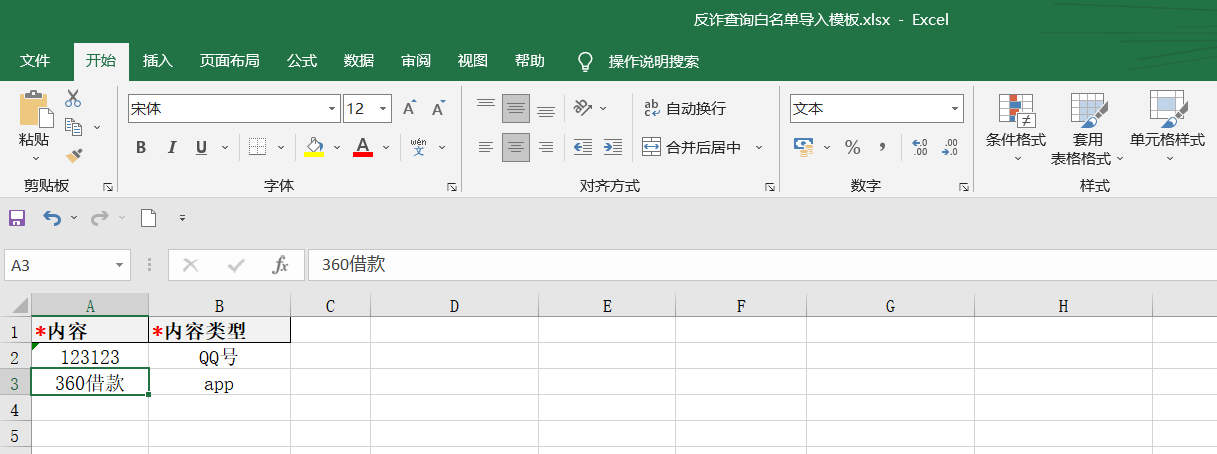 反诈查询白名单导入模板.xlsx - Excel
文件 开始 插入 页面布局 公式 数据 审阅 视图 帮助 操作说明搜索
宋体 12 A A ab c 自动换行 文本
粘贴 B I U A wén 文 合并后居中 % , .00 .0 条件格式 套用 表格格式 单元格样式
剪贴板 字体 对齐方式 数字 样式
A3 fx 360借款
A B C D E F G H
1 *内容 *内容类型
2 123123 QQ号
3 360借款 app
4
5